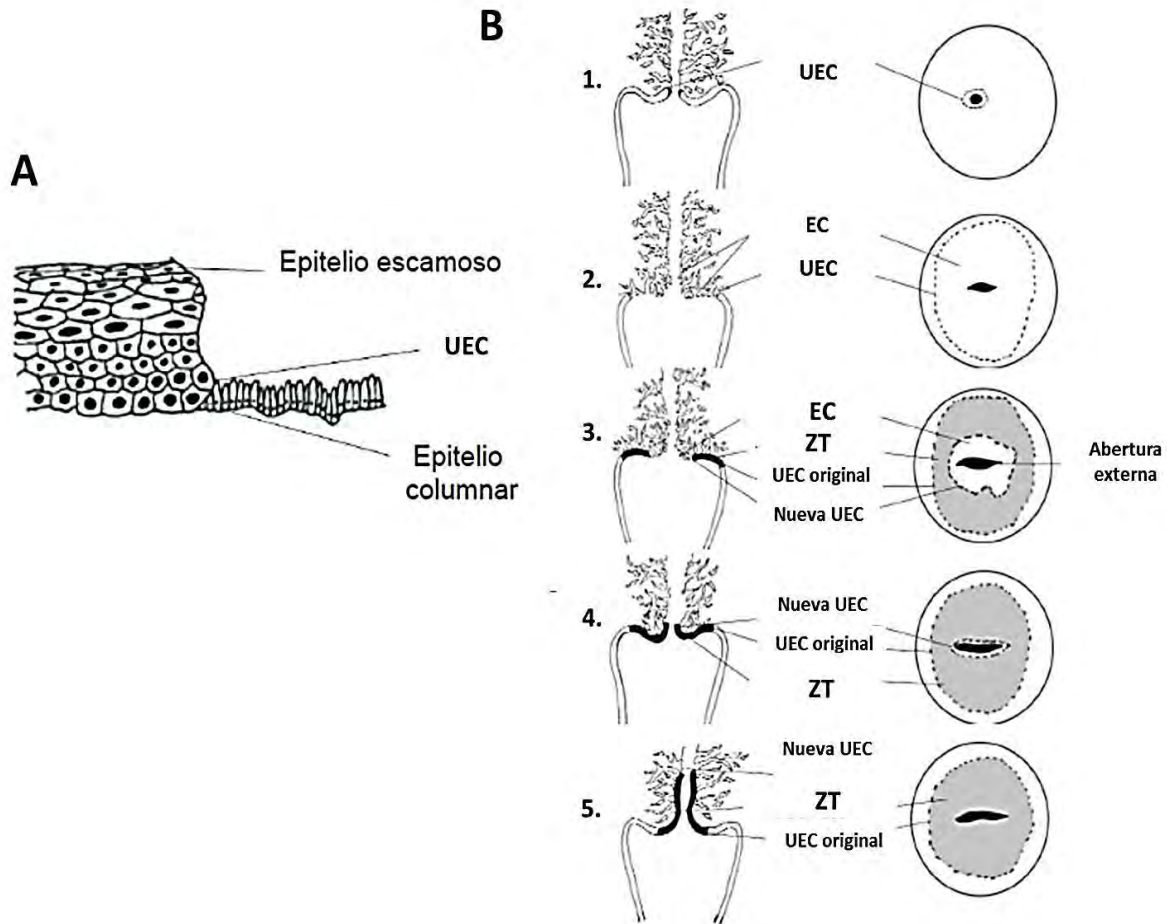 A
Epitelio escamoso
UEC
Epitelio
columnar
B
1.
UEC
2.
EC
UEC
3.
EC
ZT
UEC original
Nueva UEC
Abertura
externa
4.
Nueva UEC
UEC original
ZT
5.
Nueva UEC
ZT
UEC original